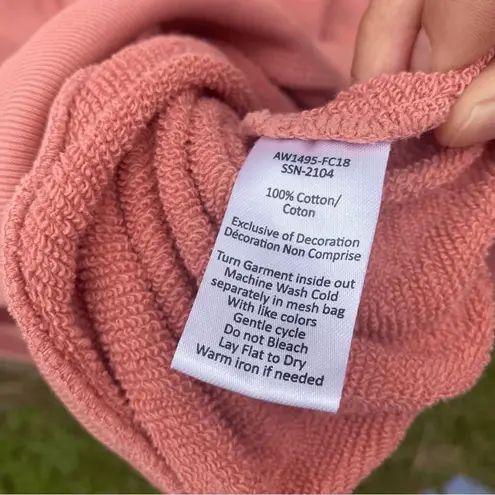 AW1495-FC18
SSN-2104
100% Cotton/
Coton
Exclusive of Decoration
Décoration Non Comprise
Turn Garment inside out
Machine Wash Cold
separately in mesh bag
With like colors
Gentle cycle
Do not Bleach
Lay Flat to Dry
Warm iron if needed